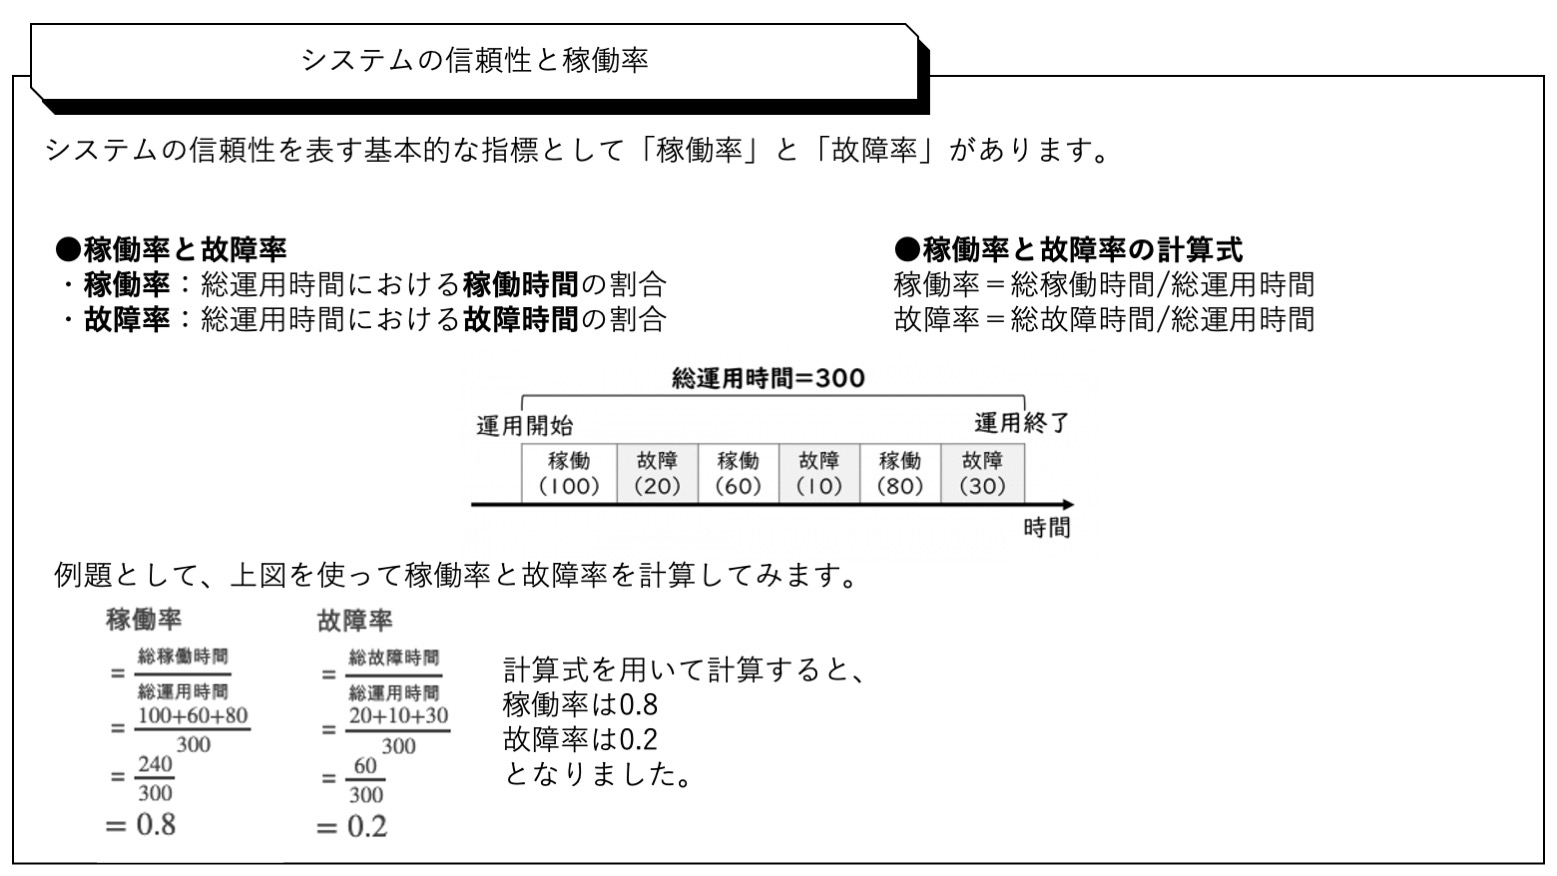 システムの信頼性と稼働率
システムの信頼性を表す基本的な指標として「稼働率」と「故障率」があります。
●稼働率と故障率
・稼働率：総運用時間における稼働時間の割合
・故障率：総運用時間における故障時間の割合
●稼働率と故障率の計算式
稼働率＝総稼働時間/総運用時間
故障率＝総故障時間/総運用時間
総運用時間=300
運用開始
運用終了
稼働 故障 稼働 故障 稼働 故障
(100) (20) (60) (10) (80) (30)
時間
例題として、上図を使って稼働率と故障率を計算してみます。
稼働率
= 総稼働時間
総運用時間
= 100+60+80
300
= 240
300
= 0.8
故障率
= 総故障時間
総運用時間
= 20+10+30
300
= 60
300
= 0.2
計算式を用いて計算すると、
稼働率は0.8
故障率は0.2
となりました。